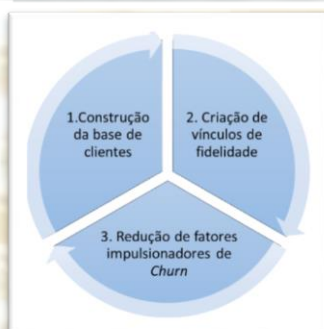 1.Construção
da base de
clientes
2. Criação de
vínculos de
fidelidade
3. Redução de fatores
impulsionadores de
Churn